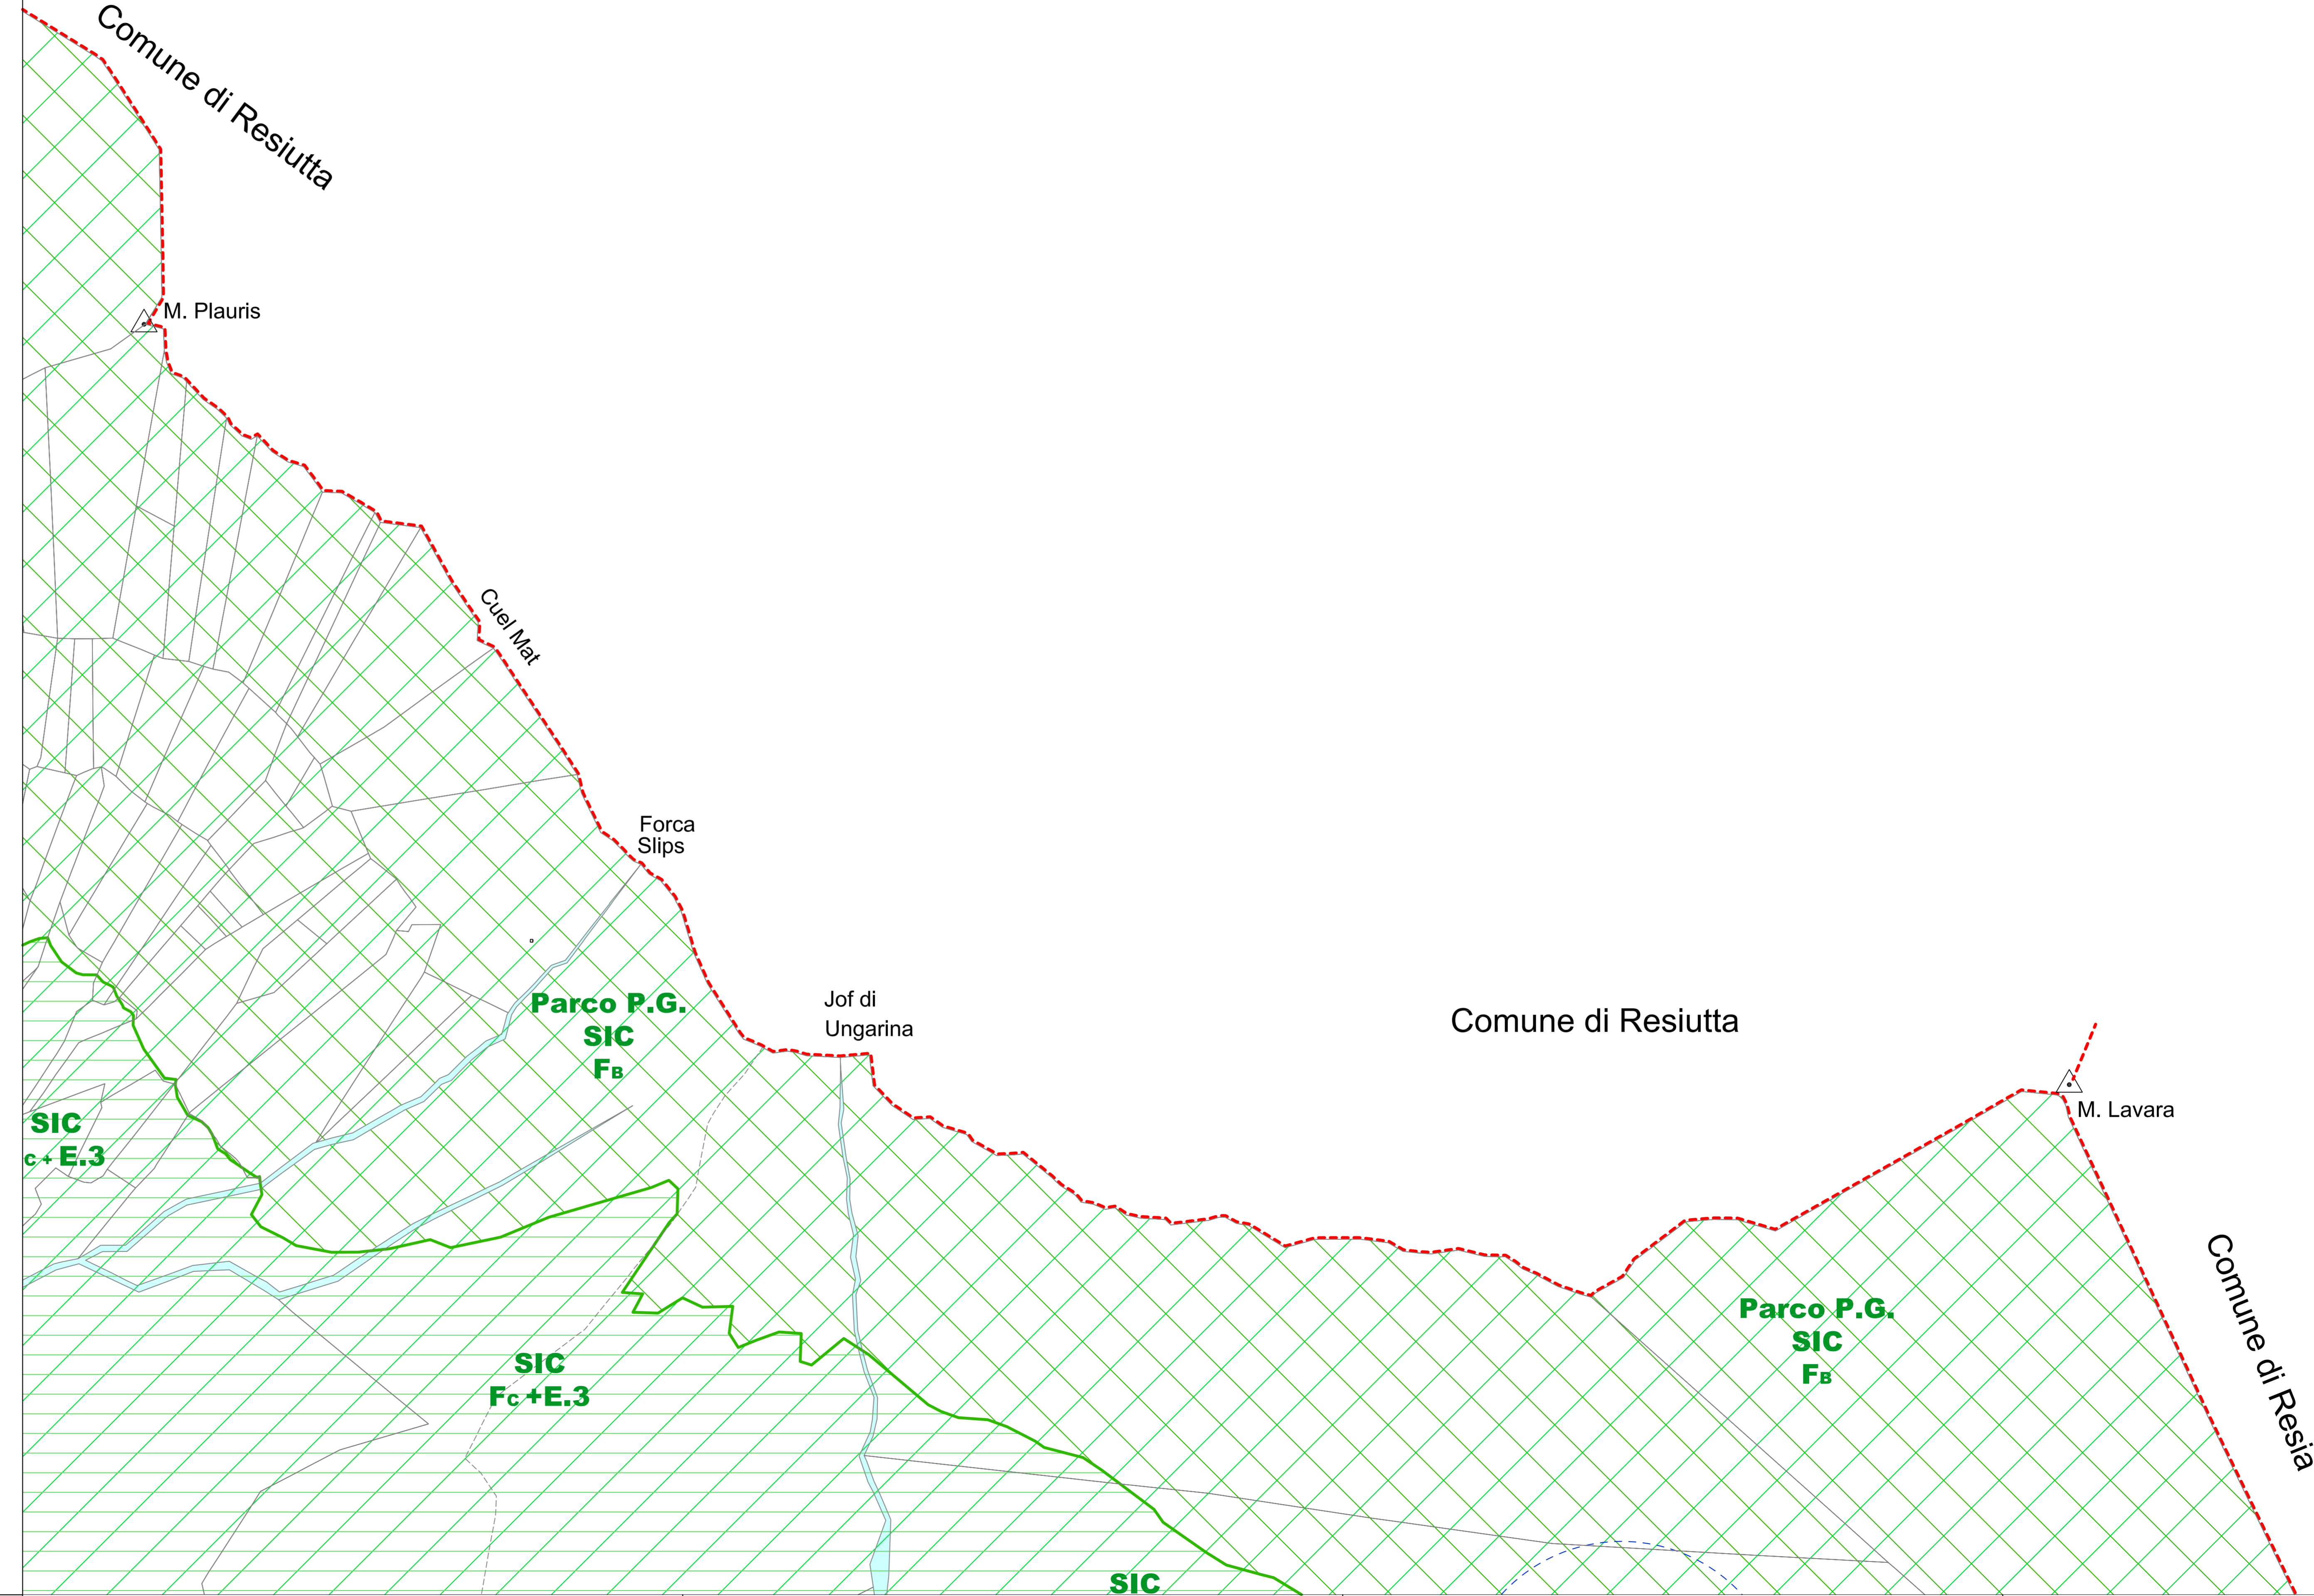 Comune di Resiutta
M. Plauris
Cuel Mat
Forca
Slips
Parco P.G.
SIC
FB
Jof di
Ungarina
Comune di Resiutta
M. Lavara
SIC
C + E.3
Comune di Resia
Parco P.G.
SIC
FB
SIC
FC +E.3
SIC